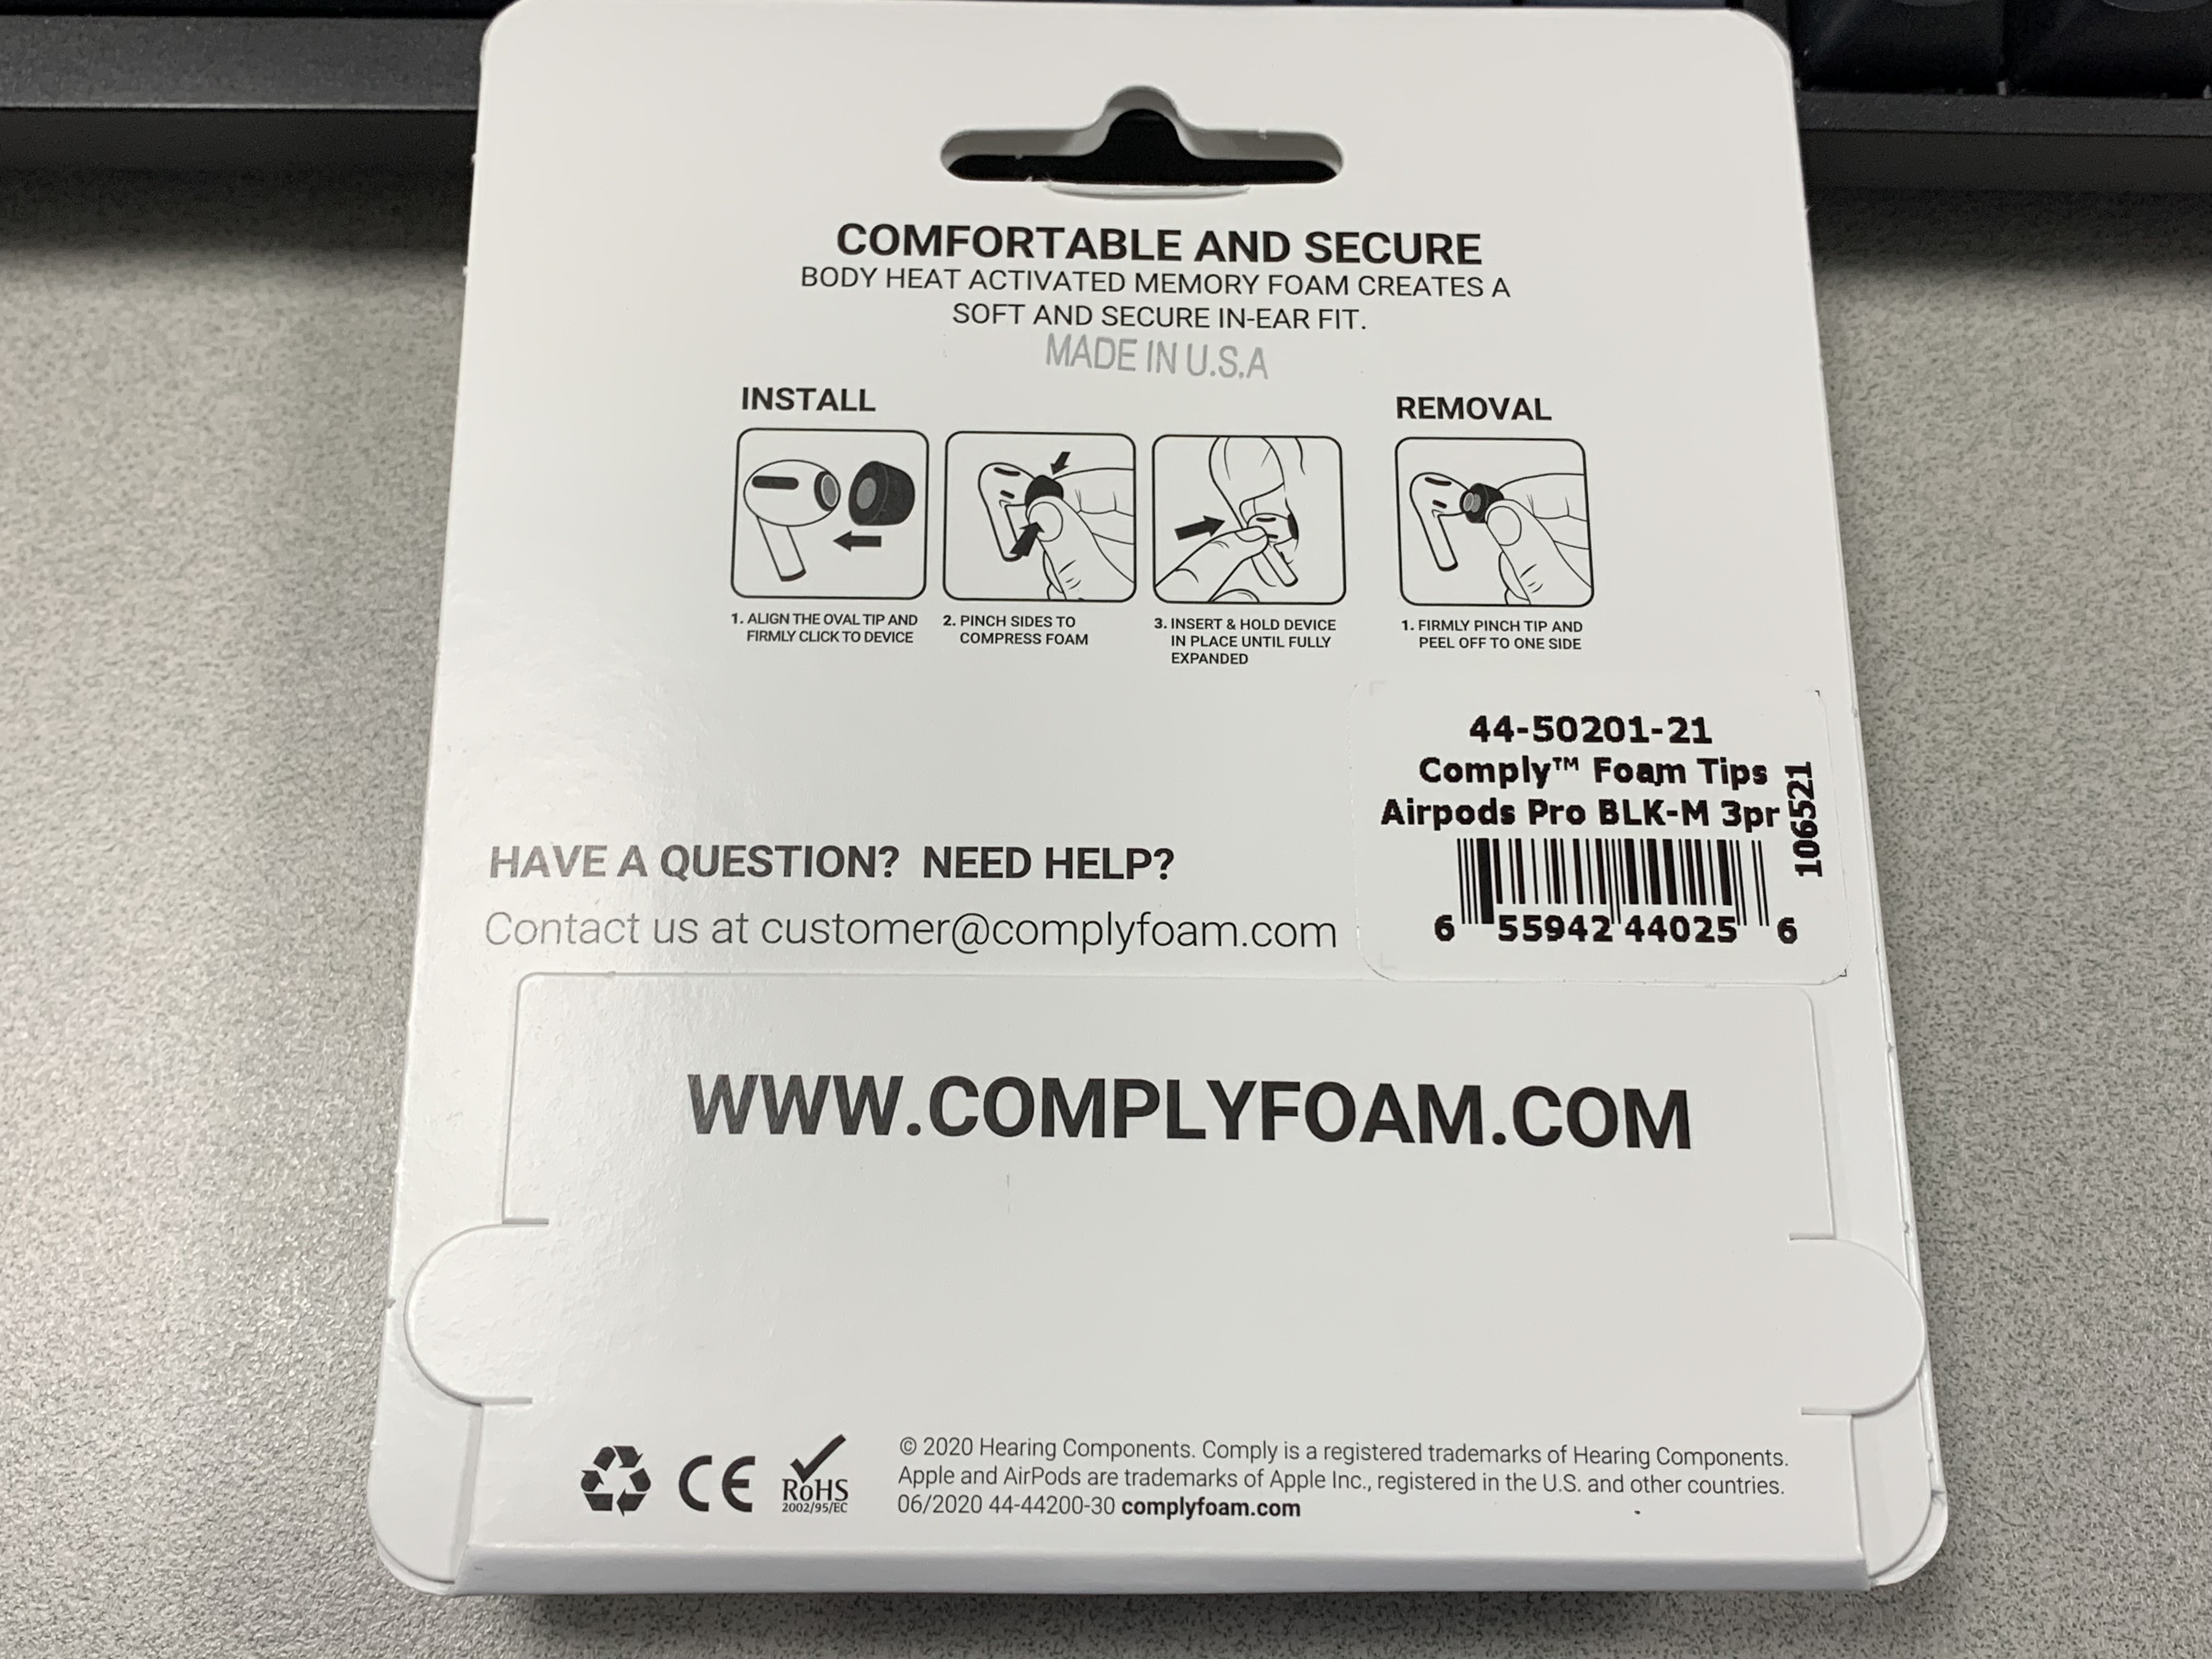 COMFORTABLE AND SECURE
BODY HEAT ACTIVATED MEMORY FOAM CREATES A
SOFT AND SECURE IN-EAR FIT.
MADE IN U.S.A
INSTALL
1. ALIGN THE OVAL TIP AND
FIRMLY CLICK TO DEVICE
2. PINCH SIDES TO
COMPRESS FOAM
3. INSERT & HOLD DEVICE
IN PLACE UNTIL FULLY
EXPANDED
REMOVAL
1. FIRMLY PINCH TIP AND
PEEL OFF TO ONE SIDE
44-50201-21
Comply™ Foam Tips
Airpods Pro BLK-M 3pr
106521
6 55942 44025 6
HAVE A QUESTION? NEED HELP?
Contact us at customer@complyfoam.com
WWW.COMPLYFOAM.COM
CE
RoHS
2002/95/EC
© 2020 Hearing Components. Comply is a registered trademarks of Hearing Components.
Apple and AirPods are trademarks of Apple Inc., registered in the U.S. and other countries.
06/2020 44-44200-30 complyfoam.com